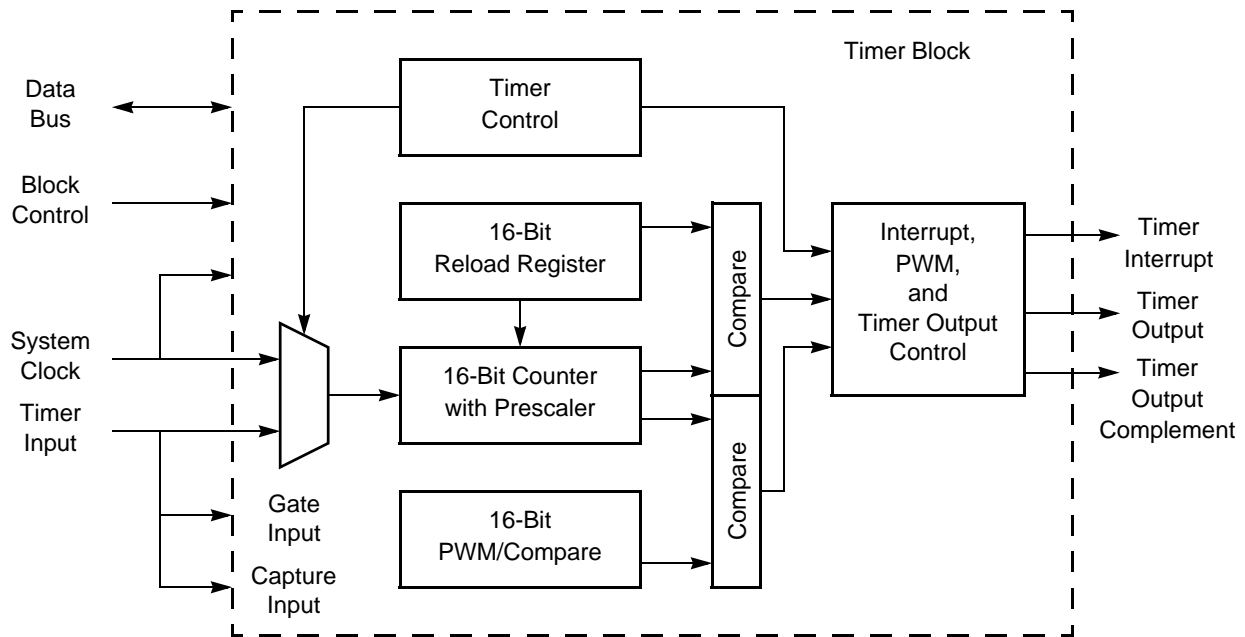 Timer Block
Data
Bus
Block
Control
System
Clock
Timer
Input
Gate
Input
Capture
Input
Timer
Control
16-Bit
Reload Register
16-Bit Counter
with Prescaler
16-Bit
PWM/Compare
Compare
Compare
Interrupt,
PWM,
and
Timer Output
Control
Timer
Interrupt
Timer
Output
Timer
Output
Complement